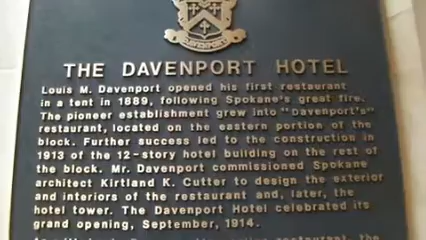 DAVENPORT
THE DAVENPORT HOTEL
Louis M. Davenport opened his first restaurant
in a tent in 1889, following Spokane's great fire.
The pioneer establishment grew into "Davenport's"
restaurant, located on the eastern portion of the
block. Further success led to the construction in
1913 of the 12-story hotel building on the rest of
the block. Mr. Davenport commissioned Spokane
architect Kirtland K. Cutter to design the exterior
and interiors of the restaurant and, later, the
hotel tower. The Davenport Hotel celebrated its
grand opening, September, 1914.
restaurant, the